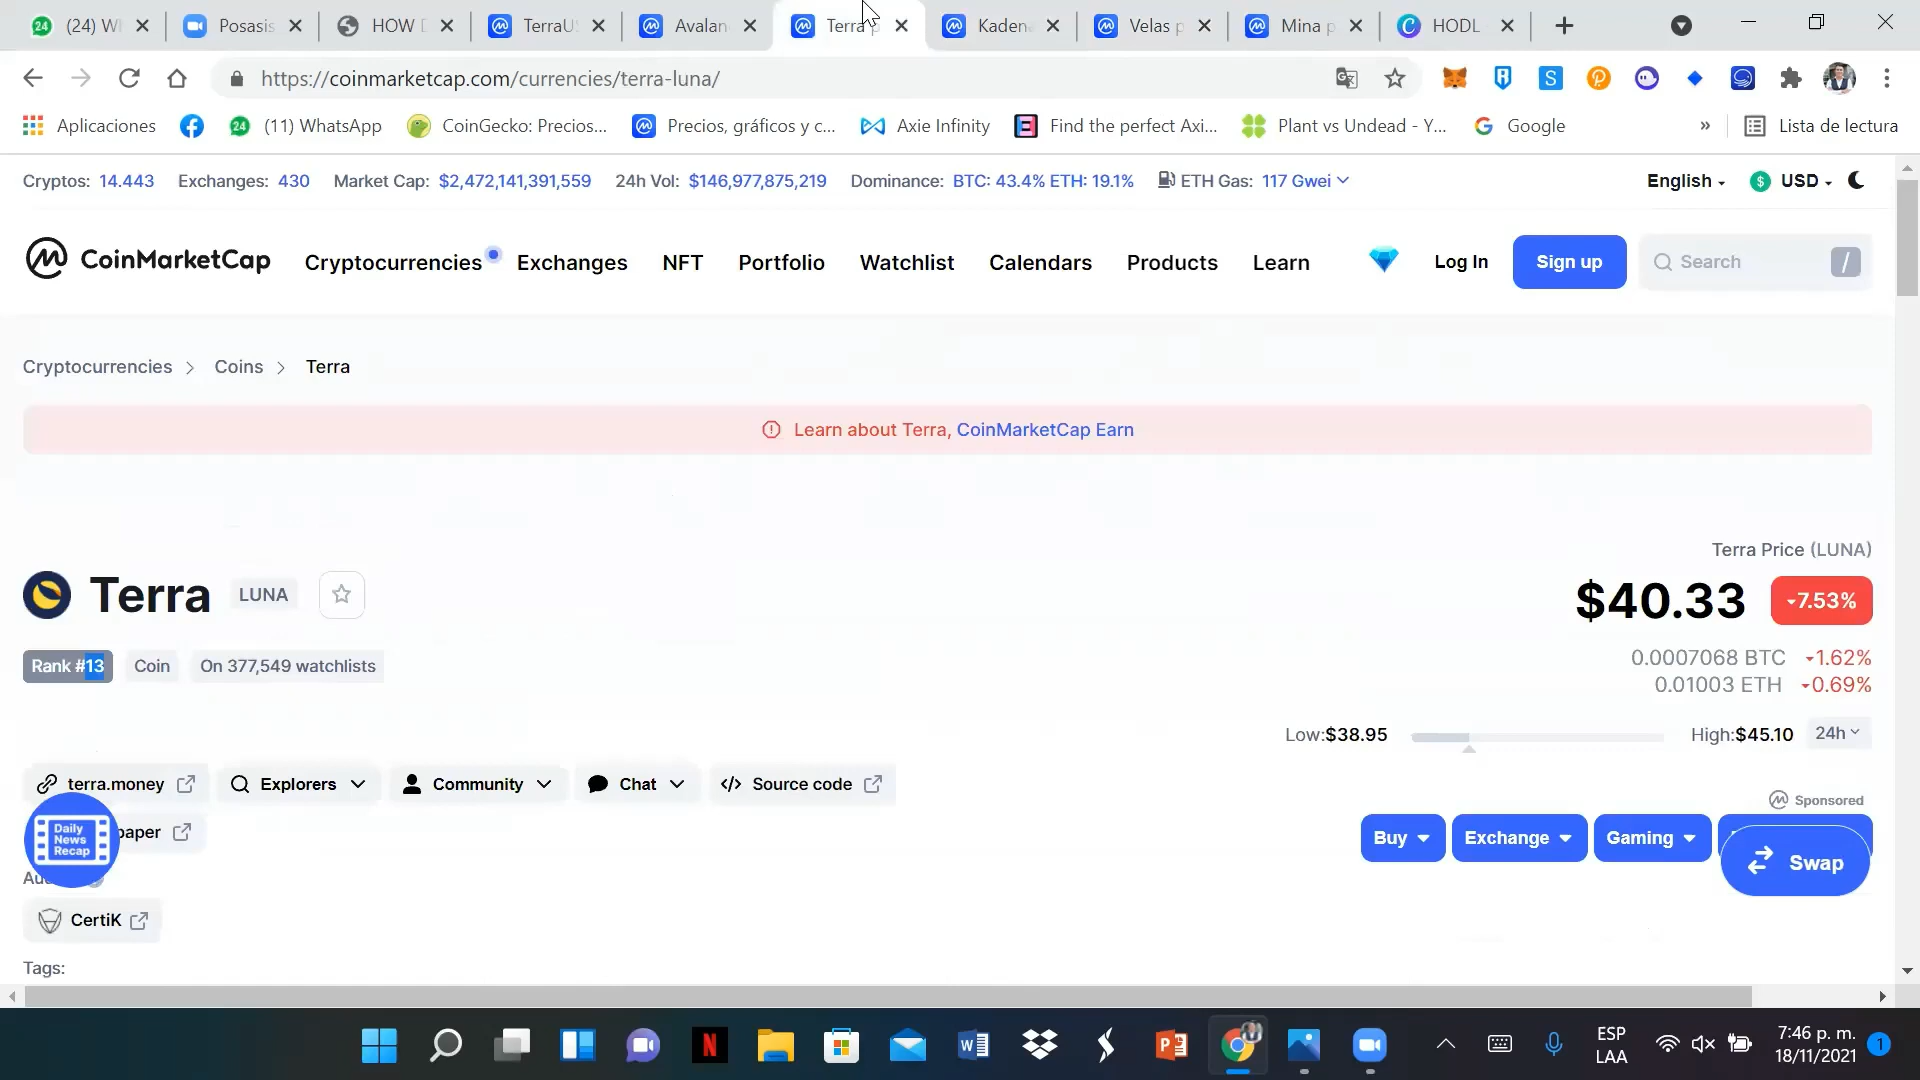 24 (24) W Posasis HOW TerraU Avalan Terra p Kadena Velas p Mina p HODL
https://coinmarketcap.com/currencies/terra-luna/
Aplicaciones 24 (11) WhatsApp CoinGecko: Precios... Precios, gráficos y c... Axie Infinity Find the perfect Axi... Plant vs Undead - Y... Google » Lista de lectura
Cryptos: 14.443 Exchanges: 430 Market Cap: $2,472,141,391,559 24h Vol: $146,977,875,219 Dominance: BTC: 43.4% ETH: 19.1% ETH Gas: 117 Gwei English USD
CoinMarketCap Cryptocurrencies Exchanges NFT Portfolio Watchlist Calendars Products Learn Log In Sign up Search /
Cryptocurrencies > Coins > Terra
Learn about Terra, CoinMarketCap Earn
Terra Price (LUNA)
Terra LUNA $40.33 7.53%
Rank #13 Coin On 377,549 watchlists 0.0007068 BTC 1.62%
0.01003 ETH 0.69%
Low:$38.95 High:$45.10 24h
terra.money Explorers Community Chat Source code
Sponsored
Daily News Recap paper Buy Exchange Gaming Swap
CertiK
Tags:
ESP LAA 7:46 p. m. 18/11/2021 1